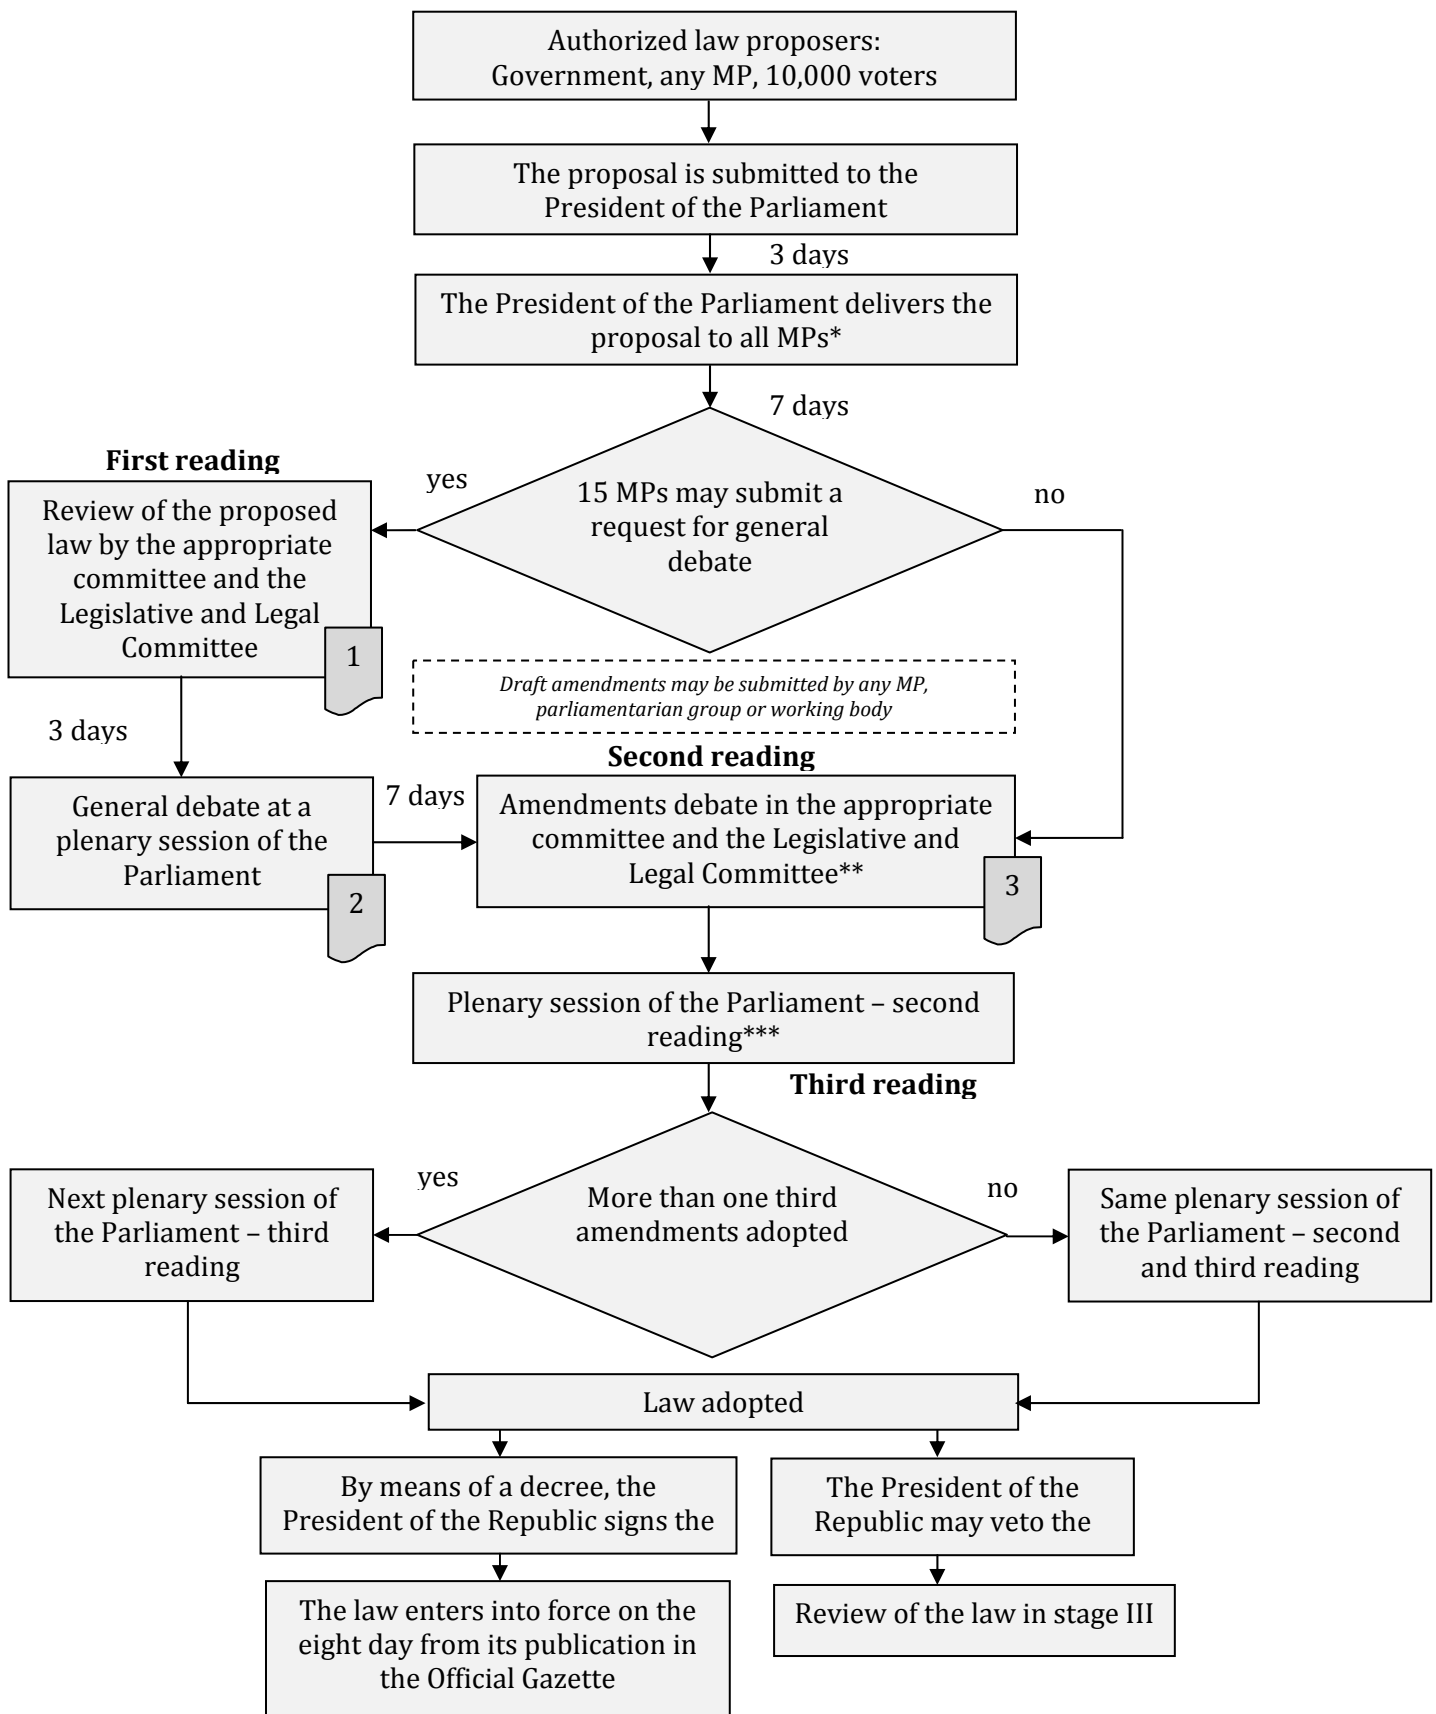 Authorized law proposers:
Government, any MP, 10,000 voters
The proposal is submitted to the
President of the Parliament
3 days
The President of the Parliament delivers the
proposal to all MPs*
7 days
First reading
yes
no
15 MPs may submit a
request for general
debate
Review of the proposed
law by the appropriate
committee and the
Legislative and Legal
Committee
1
Draft amendments may be submitted by any MP,
parliamentarian group or working body
3 days
Second reading
General debate at a
plenary session of the
Parliament
2
7 days
Amendments debate in the appropriate
committee and the Legislative and
Legal Committee**
3
Plenary session of the Parliament – second
reading***
Third reading
yes
no
More than one third
amendments adopted
Next plenary session of
the Parliament – third
reading
Same plenary session of
the Parliament – second
and third reading
Law adopted
By means of a decree, the
President of the Republic signs the
The President of the
Republic may veto the
The law enters into force on the
eight day from its publication in
the Official Gazette
Review of the law in stage III